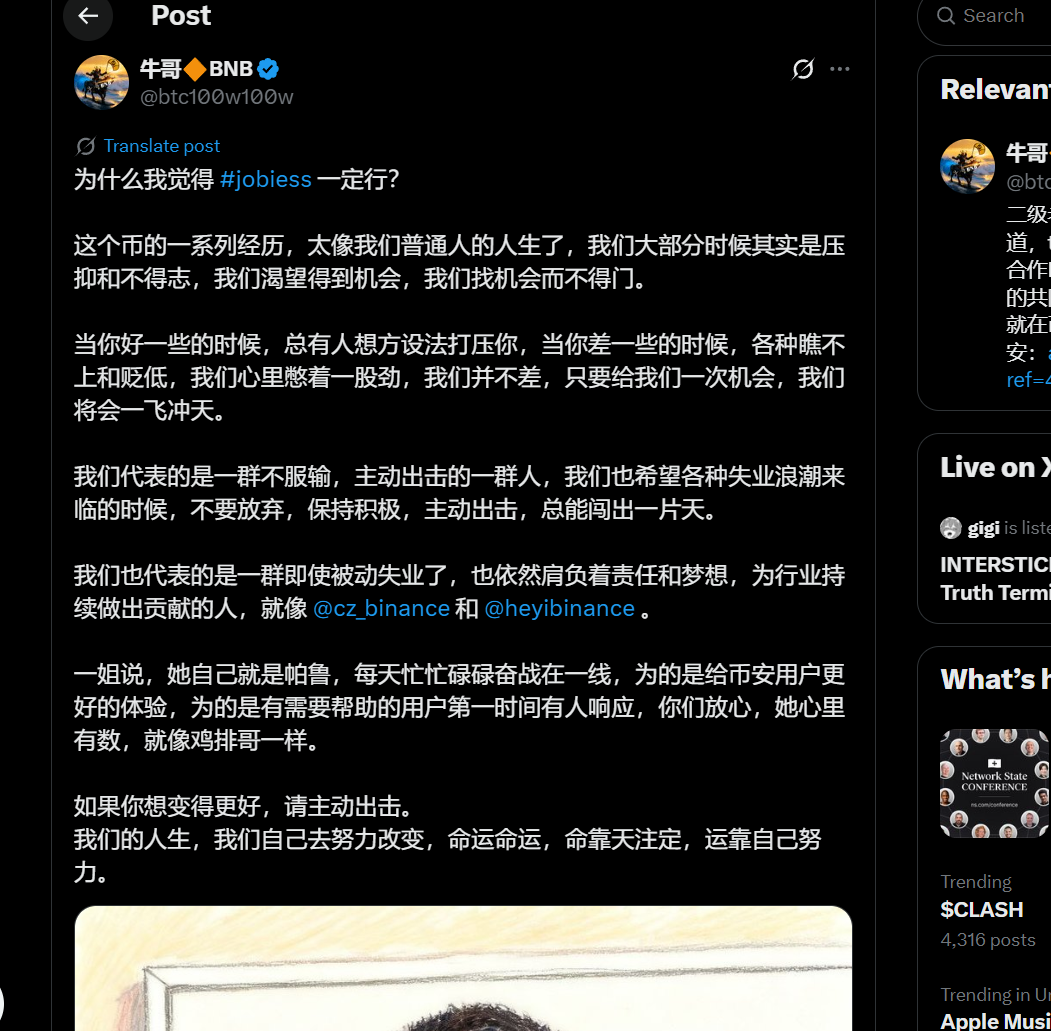 Post
Search
牛哥🔶BNB
@btc100w100w
Translate post
为什么我觉得 #jobiess 一定行？
这个币的一系列经历，太像我们普通人的人生了，我们大部分时候其实是压
抑和不得志，我们渴望得到机会，我们找机会而不得门。
当你好一些的时候，总有人想方设法打压你，当你差一些的时候，各种瞧不
上和贬低，我们心里憋着一股劲，我们并不差，只要给我们一次机会，我们
将会一飞冲天。
我们代表的是一群不服输，主动出击的一群人，我们也希望各种失业浪潮来
临的时候，不要放弃，保持积极，主动出击，总能闯出一片天。
我们也代表的是一群即使被动失业了，也依然肩负着责任和梦想，为行业持
续做出贡献的人，就像 @cz_binance 和 @heyibinance 。
一姐说，她自己就是帕鲁，每天忙忙碌碌奋战在一线，为的是给币安用户更
好的体验，为的是有需要帮助的用户第一时间有人响应，你们放心，她心里
有数，就像鸡排哥一样。
如果你想变得更好，请主动出击。
我们的人生，我们自己去努力改变，命运命运，命靠天注定，运靠自己努
力。
Relevan
牛哥
@btc
二级
道，
合作
的共
就在
安：
ref=
Live on X
gigi is liste
INTERSTIC
Truth Termi
What's h
Network State
CONFERENCE
ns.com/conference
Trending
$CLASH
4,316 posts
Trending in U
Apple Musi